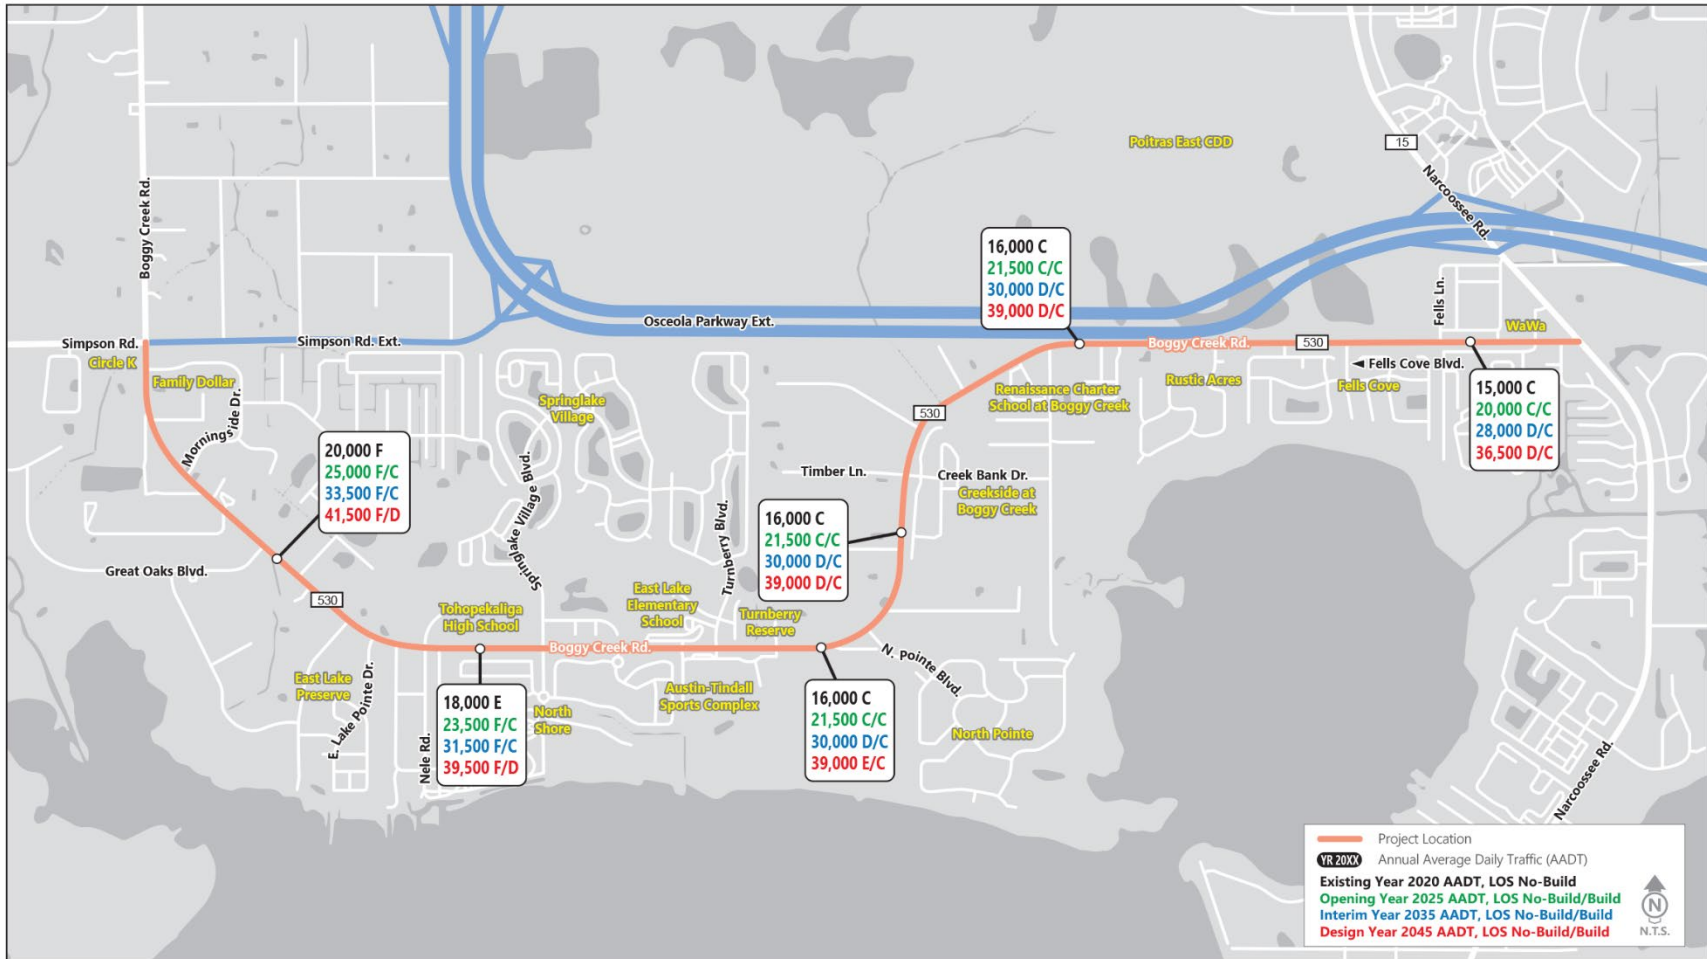 Poitras East CDD
15
Narcoossee Rd.
Boggy Creek Rd.
16,000 C
21,500 C/C
30,000 D/C
39,000 D/C
Fells Ln.
Osceola Parkway Ext.
WaWa
Simpson Rd.
Simpson Rd. Ext.
Boggy Creek Rd.
530
Circle K
Fells Cove Blvd.
Family Dollar
Morningside Dr.
Springlake
Village
Renaissance Charter
School at Boggy Creek
Rustic Acres
Fells Cove
15,000 C
20,000 C/C
28,000 D/C
36,500 D/C
530
20,000 F
25,000 F/C
33,500 F/C
41,500 F/D
Springlake Village Blvd.
Turnberry Blvd.
Timber Ln.
Creek Bank Dr.
Creekside at
Boggy Creek
16,000 C
21,500 C/C
30,000 D/C
39,000 D/C
Great Oaks Blvd.
530
Tohopekaliga
High School
East Lake
Elementary
School
Turnberry
Reserve
Boggy Creek Rd.
N. Pointe Blvd.
East Lake
Preserve
E. Lake Pointe Dr.
Nele Rd.
18,000 E
23,500 F/C
31,500 F/C
39,500 F/D
North
Shore
Austin-Tindall
Sports Complex
16,000 C
21,500 C/C
30,000 D/C
39,000 E/C
North Pointe
Narcoossee Rd.
Project Location
YR 20XX Annual Average Daily Traffic (AADT)
Existing Year 2020 AADT, LOS No-Build
Opening Year 2025 AADT, LOS No-Build/Build
Interim Year 2035 AADT, LOS No-Build/Build
Design Year 2045 AADT, LOS No-Build/Build
N
N.T.S.